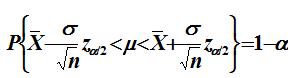 P{X̄ − σ/√n z_{α/2} < μ < X̄ + σ/√n z_{α/2}} = 1 − α